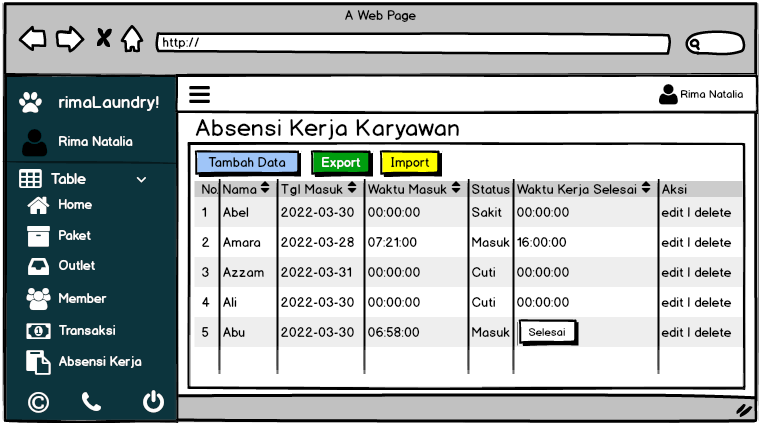 A Web Page
http://
rimaLaundry!
Rima Natalia
Rima Natalia
Table
Home
Paket
Outlet
Member
Transaksi
Absensi Kerja
Absensi Kerja Karyawan
Tambah Data Export Import
No Nama Tgl Masuk Waktu Masuk Status Waktu Kerja Selesai Aksi
1 Abel 2022-03-30 00:00:00 Sakit 00:00:00 edit | delete
2 Amara 2022-03-28 07:21:00 Masuk 16:00:00 edit | delete
3 Azzam 2022-03-31 00:00:00 Cuti 00:00:00 edit | delete
4 Ali 2022-03-30 00:00:00 Cuti 00:00:00 edit | delete
5 Abu 2022-03-30 06:58:00 Masuk Selesai edit | delete